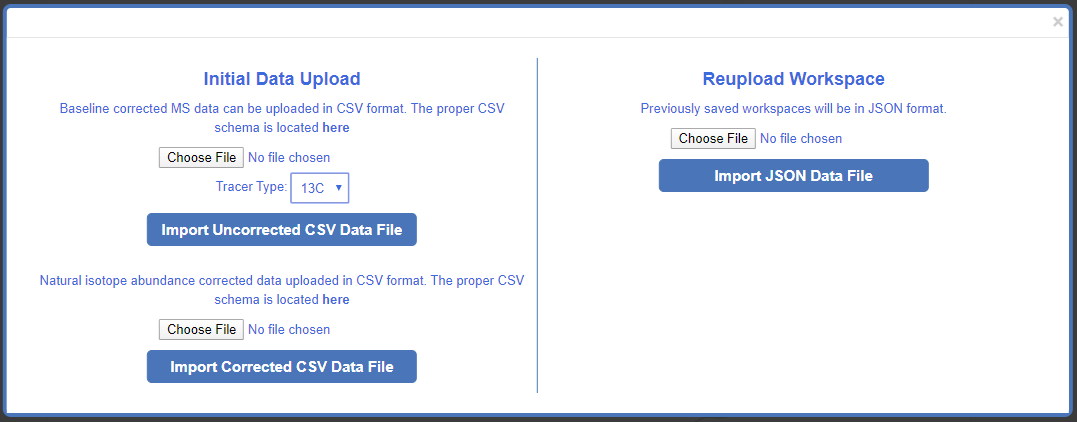 ×
Initial Data Upload
Baseline corrected MS data can be uploaded in CSV format. The proper CSV
schema is located here
Choose File No file chosen
Tracer Type: 13C
Import Uncorrected CSV Data File
Natural isotope abundance corrected data uploaded in CSV format. The proper CSV
schema is located here
Choose File No file chosen
Import Corrected CSV Data File
Reupload Workspace
Previously saved workspaces will be in JSON format.
Choose File No file chosen
Import JSON Data File